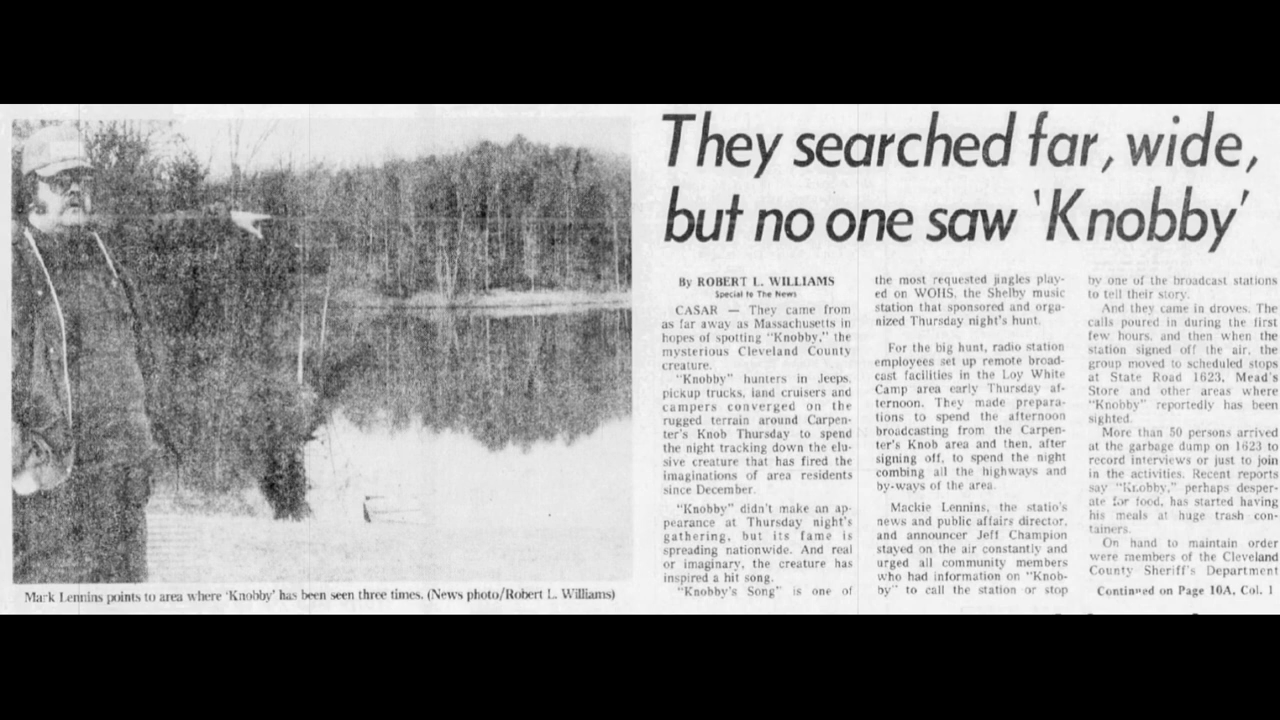 They searched far, wide,
but no one saw 'Knobby'
By ROBERT L. WILLIAMS
Special to The News
CASAR — They came from
as far away as Massachusetts in
hopes of spotting "Knobby," the
mysterious Cleveland County
creature.
"Knobby" hunters in Jeeps,
pickup trucks, land cruisers and
campers converged on the
rugged terrain around Carpen-
ter's Knob Thursday to spend
the night tracking down the elu-
sive creature that has fired the
imaginations of area residents
since December.
"Knobby" didn't make an ap-
pearance at Thursday night's
gathering, but its fame is
spreading nationwide. And real
or imaginary, the creature has
inspired a hit song.
"Knobby's Song" is one of
the most requested jingles play-
ed on WOHS, the Shelby music
station that sponsored and orga-
nized Thursday night's hunt.
For the big hunt, radio station
employees set up remote broad-
cast facilities in the Loy White
Camp area early Thursday af-
ternoon. They made prepara-
tions to spend the afternoon
broadcasting from the Carpen-
ter's Knob area and then, after
signing off, to spend the night
combing all the highways and
by-ways of the area.
Mackie Lennins, the statio's
news and public affairs director,
and announcer Jeff Champion
stayed on the air constantly and
urged all community members
who had information on "Knob-
by" to call the station or stop
by one of the broadcast stations
to tell their story.
And they came in droves. The
calls poured in during the first
few hours, and then when the
station signed off the air, the
group moved to scheduled stops
at State Road 1623, Mead's
Store and other areas where
"Knobby" reportedly has been
sighted.
More than 50 persons arrived
at the garbage dump on 1623 to
record interviews or just to join
in the activities. Recent reports
say "Knobby," perhaps desper-
ate for food, has started having
his meals at huge trash con-
tainers.
On hand to maintain order
were members of the Cleveland
County Sheriff's Department
Continued on Page 10A, Col. 1
Mark Lennins points to area where 'Knobby' has been seen three times. (News photo/Robert L. Williams)